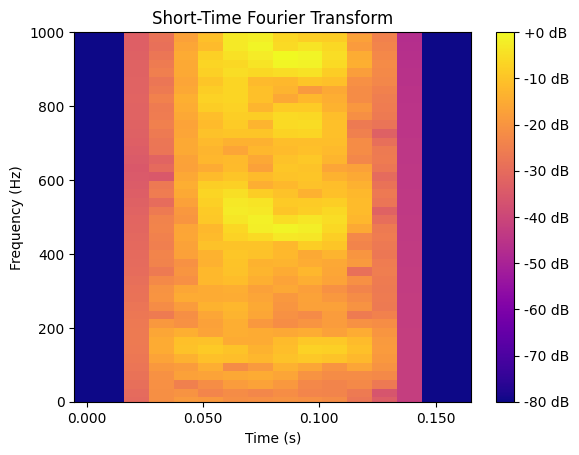 Short-Time Fourier Transform
Frequency (Hz)
1000
800
600
400
200
0
0.000
0.050
0.100
0.150
Time (s)
+0 dB
-10 dB
-20 dB
-30 dB
-40 dB
-50 dB
-60 dB
-70 dB
-80 dB